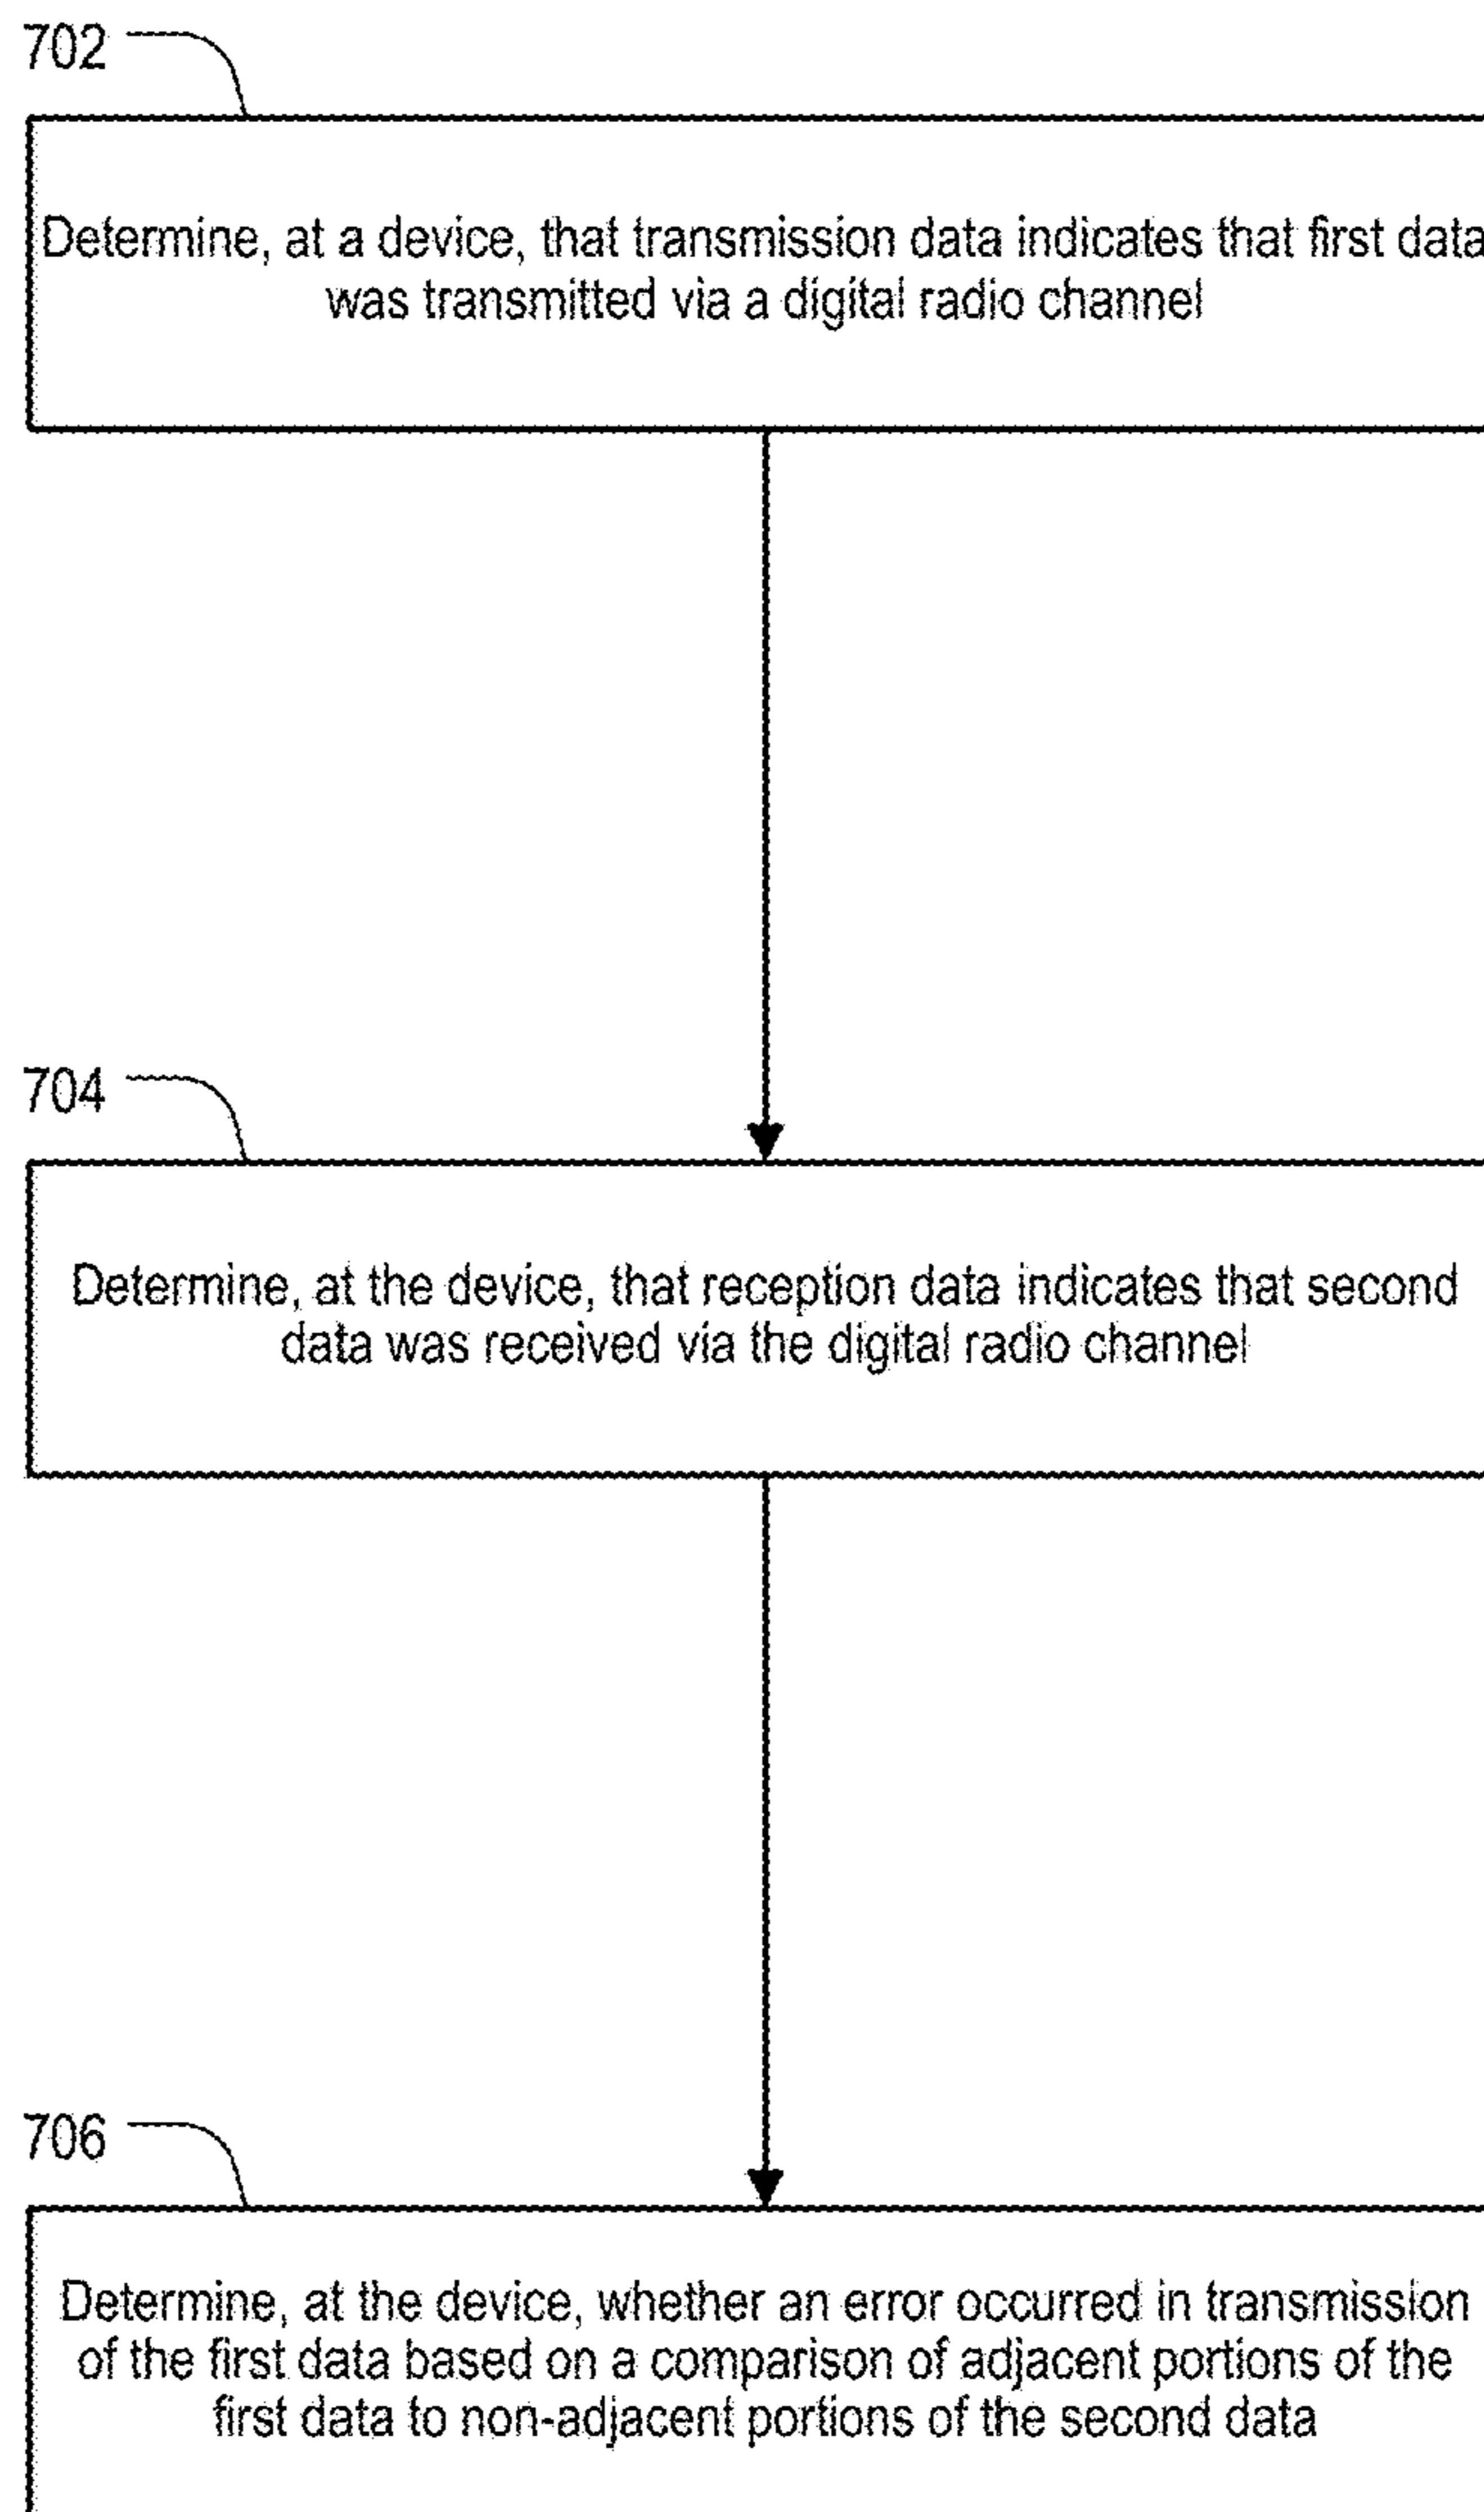 702
Determine, at a device, that transmission data indicates that first data
was transmitted via a digital radio channel
704
Determine, at the device, that reception data indicates that second
data was received via the digital radio channel
706
Determine, at the device, whether an error occurred in transmission
of the first data based on a comparison of adjacent portions of the
first data to non-adjacent portions of the second data